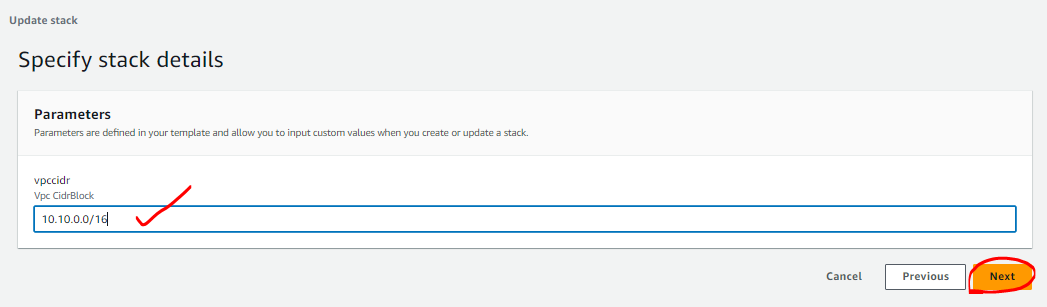 Update stack
Specify stack details
Parameters
Parameters are defined in your template and allow you to input custom values when you create or update a stack.
vpccidr
Vpc CidrBlock
10.10.0.0/16
Cancel
Previous
Next